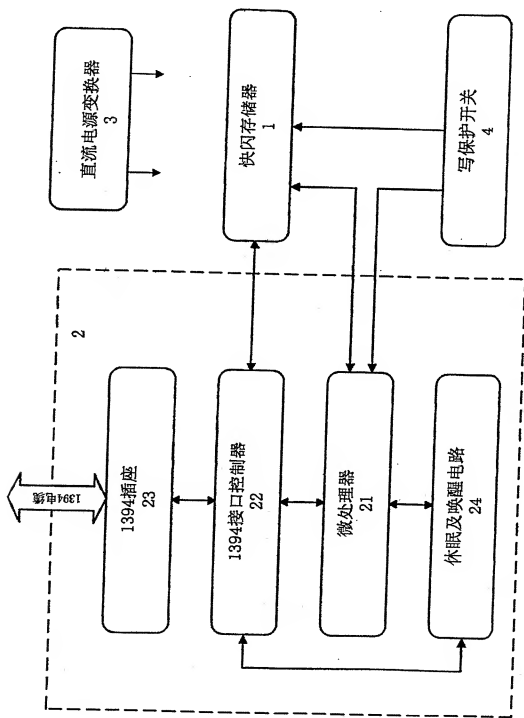 1394电缆
2
1394插座
23
1394接口控制器
22
微处理器
21
休眠及唤醒电路
24
直流电源变换器
3
快闪存储器
1
写保护开关
4